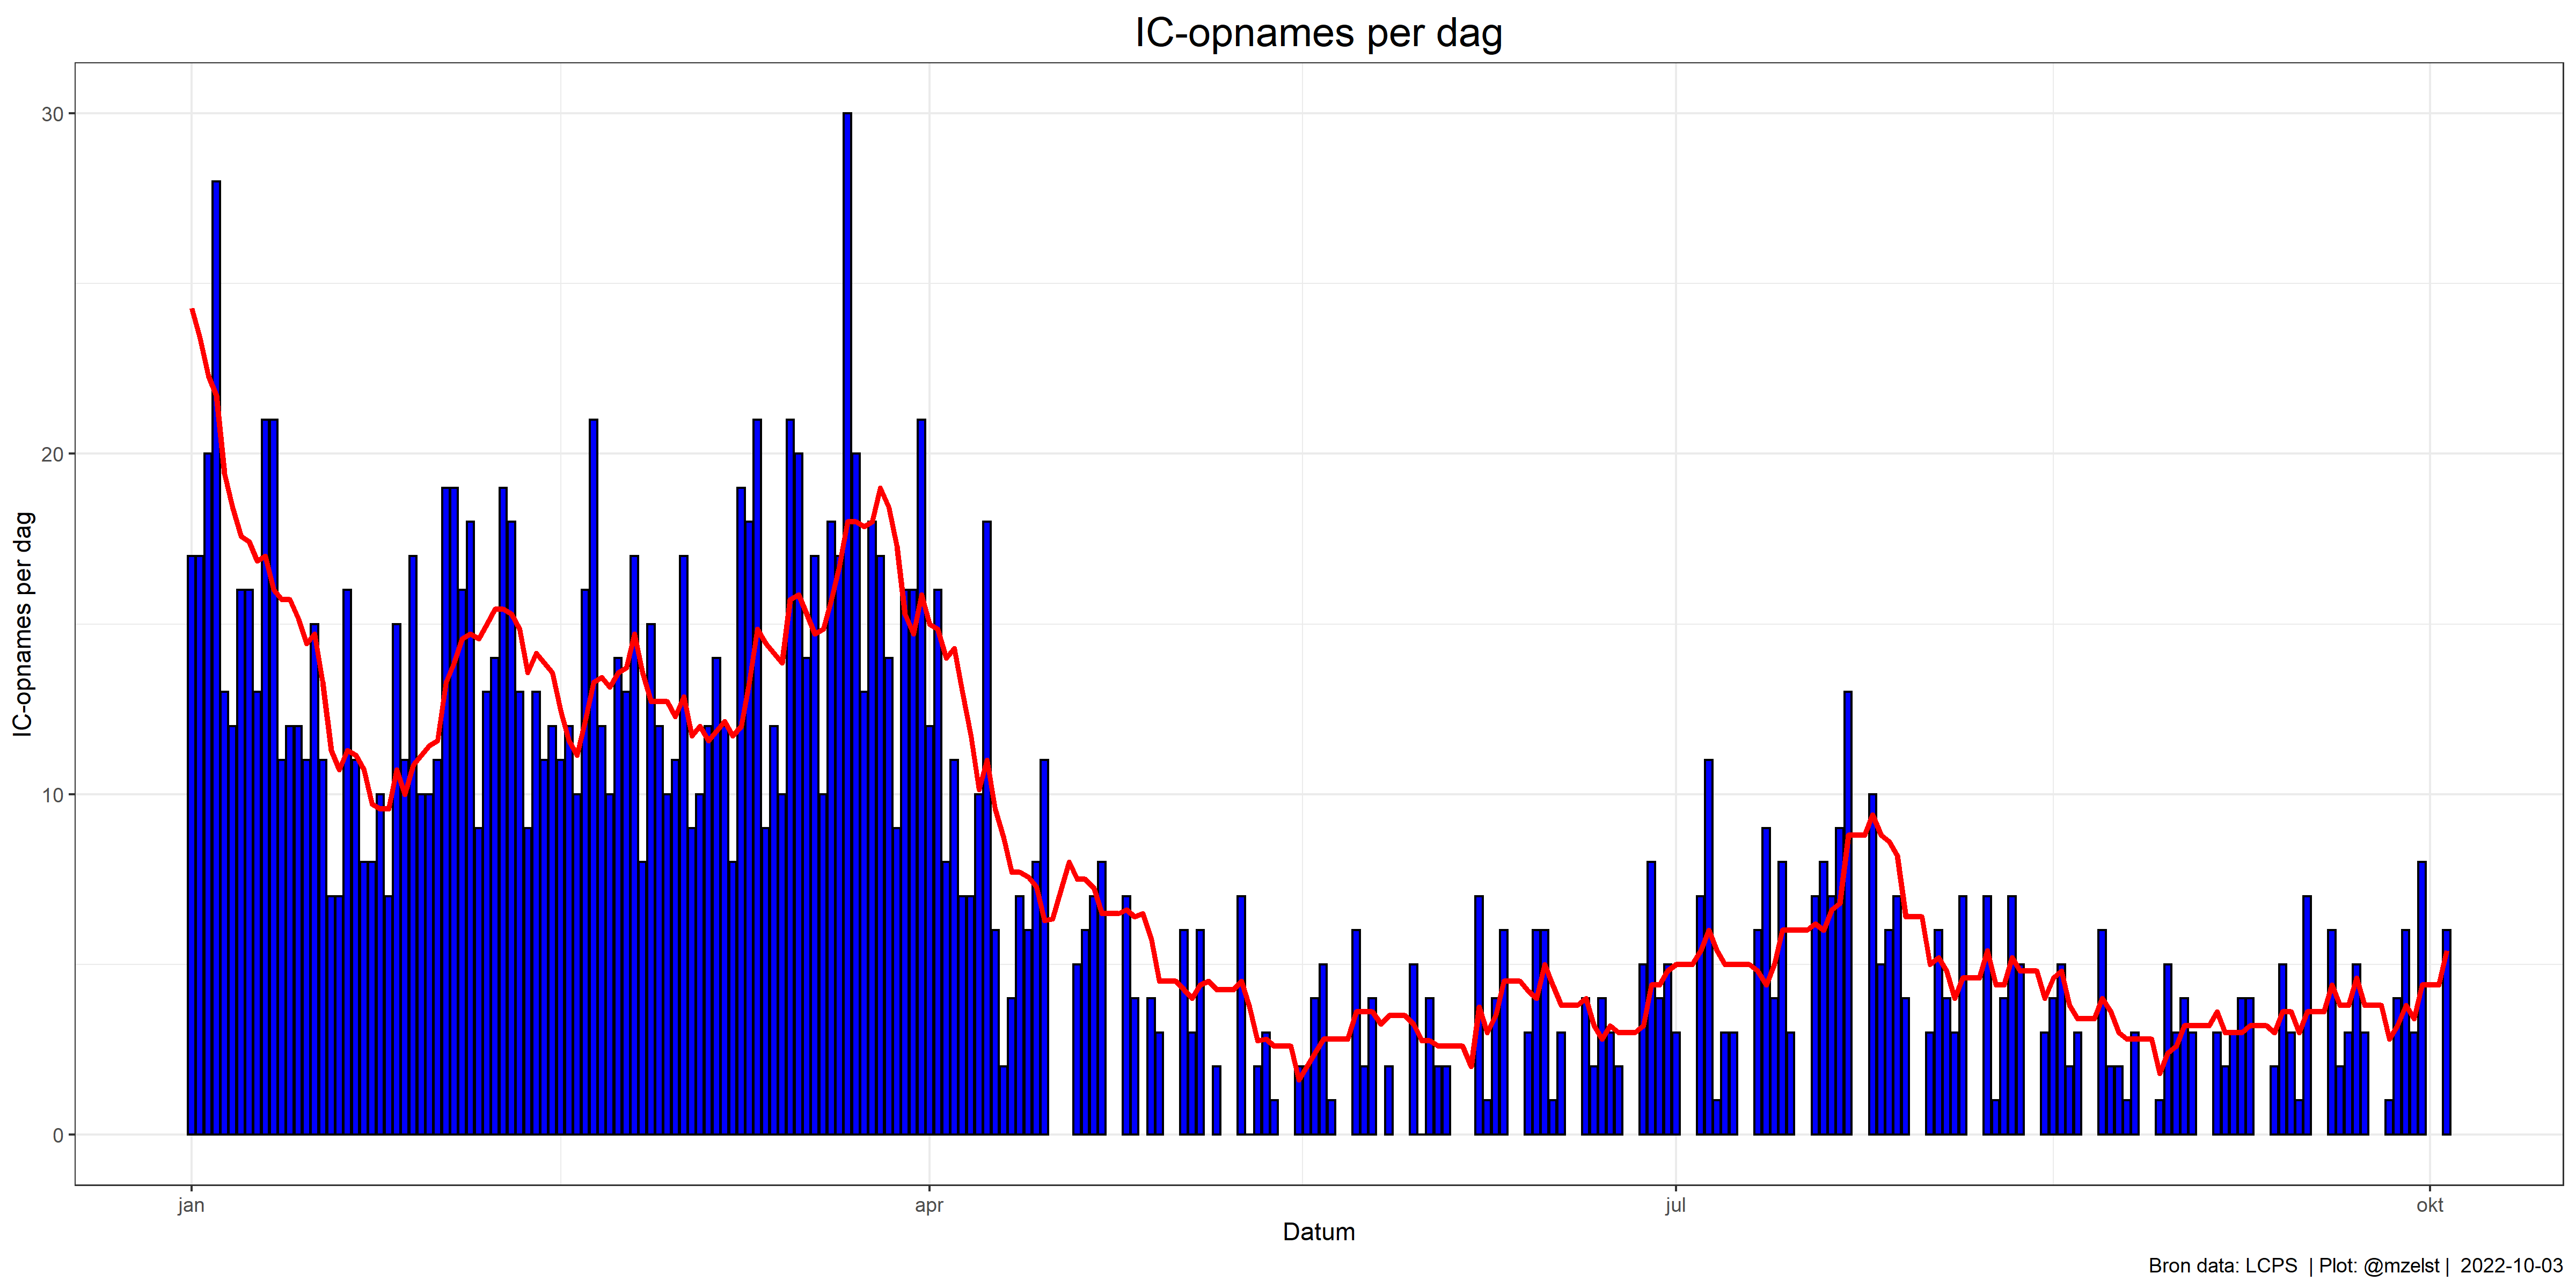 IC-opnames per dag
IC-opnames per dag
30
20
10
0
jan apr jul okt
Datum
Bron data: LCPS | Plot: @mzelst | 2022-10-03